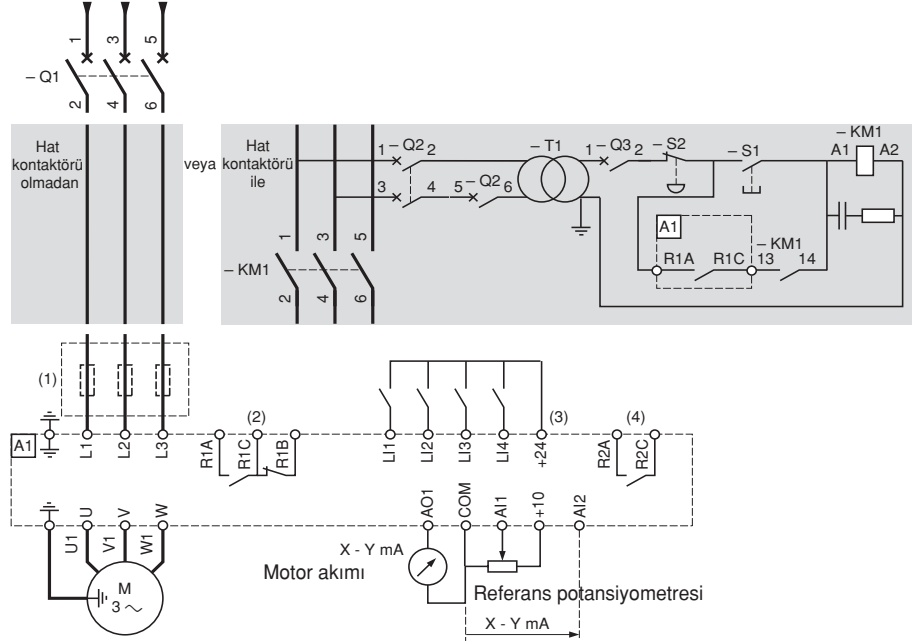 1
3
5
– Q1
2
4
6
Hat
kontaktörü
olmadan
veya
Hat
kontaktörü
ile
1
– Q2
2
– T1
1
– Q3
2
– S2
– S1
– KM1
A1
A2
3
4
5
– Q2
6
A1
R1A
R1C
– KM1
13
14
1
3
5
– KM1
2
4
6
(1)
(2)
(3)
(4)
A1
L1
L2
L3
R1A
R1C
R1B
LI1
LI2
LI3
LI4
+24
R2A
R2C
U
V
W
AO1
COM
AI1
+10
AI2
U1
V1
W1
M
3 ~
X - Y mA
Motor akımı
Referans potansiyometresi
X - Y mA